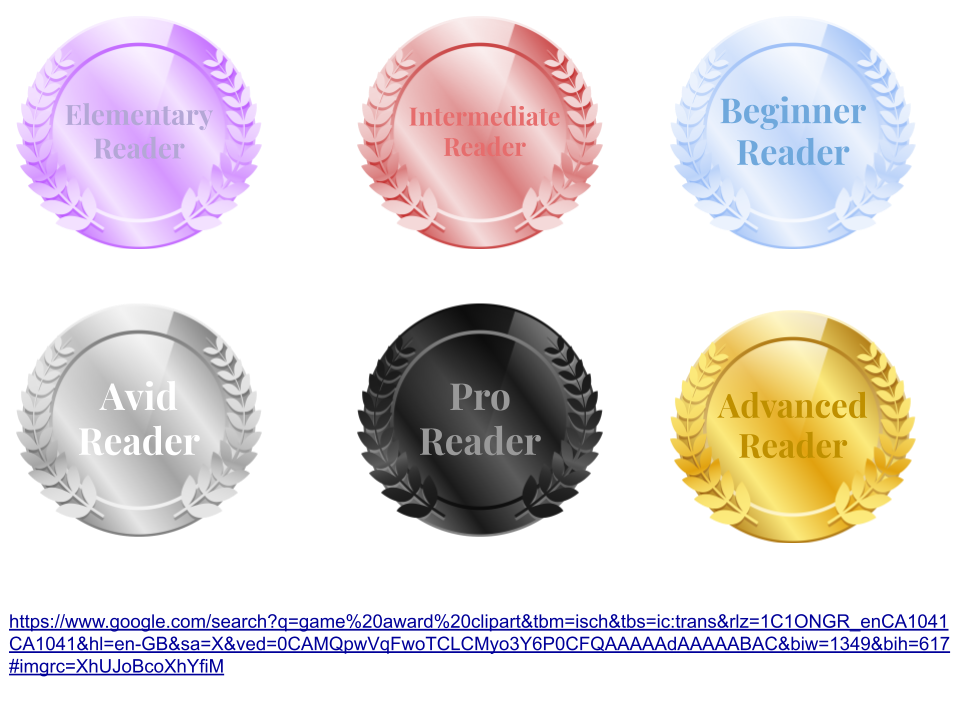 Elementary
Reader
Intermediate
Reader
Beginner
Reader
Avid
Reader
Pro
Reader
Advanced
Reader
https://www.google.com/search?q=game%20award%20clipart&tbm=isch&tbs=ic:trans&rlz=1C1ONGR_enCA1041
CA1041&hl=en-GB&sa=X&ved=0CAMQpwVqFwoTCLCMyo3Y6P0CFQAAAAAdAAAAABAC&biw=1349&bih=617
#imgrc=XhUJoBcoXhYfiM